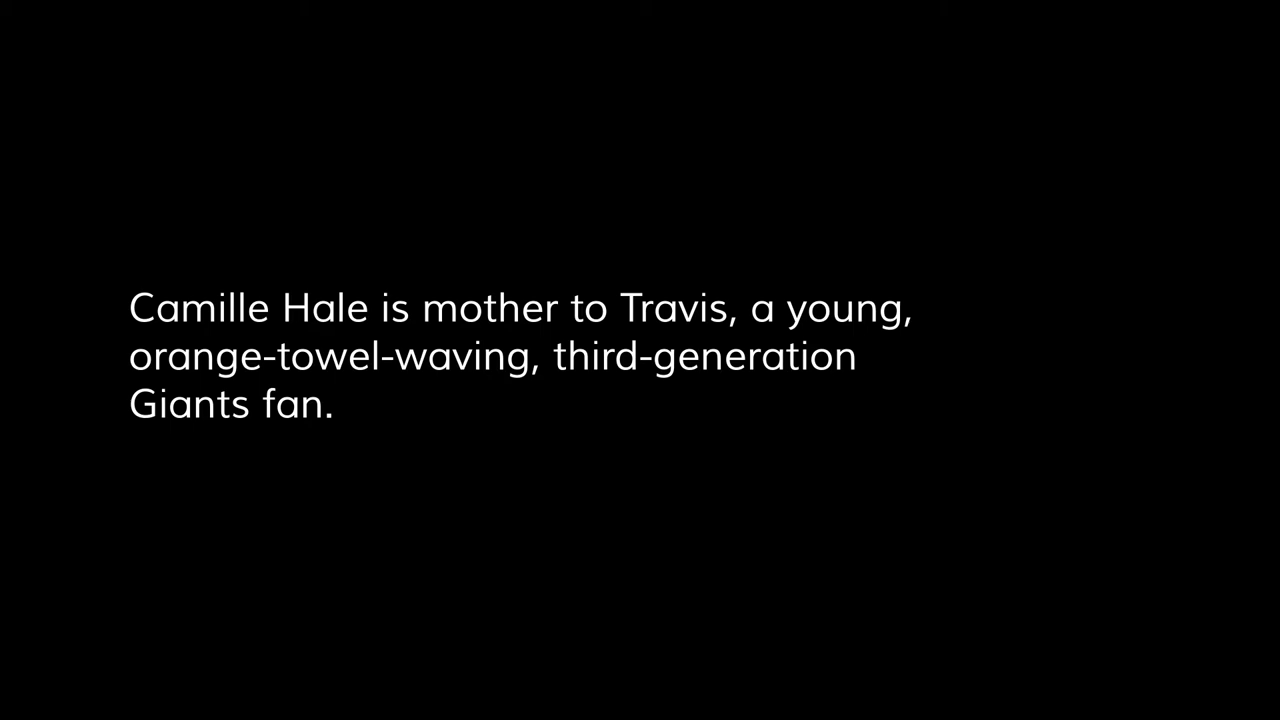 Camille Hale is mother to Travis, a young,
orange-towel-waving, third-generation
Giants fan.